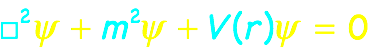 □²ψ + m²ψ + V(r)ψ = 0